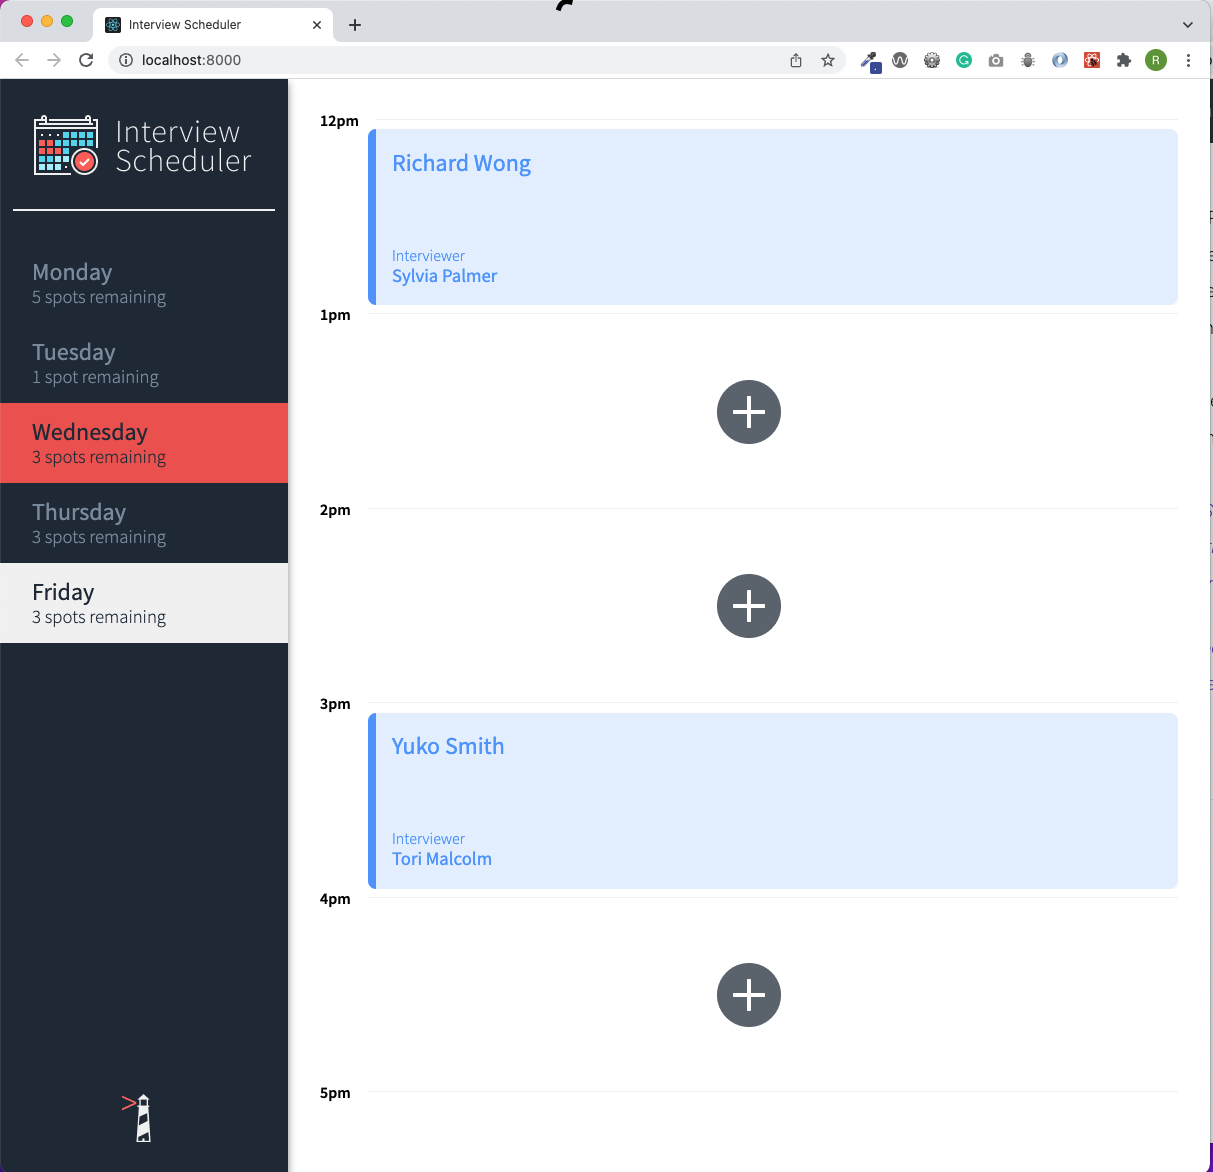 Interview Scheduler
localhost:8000
R
Interview
Scheduler
Monday
5 spots remaining
Tuesday
1 spot remaining
Wednesday
3 spots remaining
Thursday
3 spots remaining
Friday
3 spots remaining
12pm
Richard Wong
Interviewer
Sylvia Palmer
1pm
2pm
3pm
Yuko Smith
Interviewer
Tori Malcolm
4pm
5pm